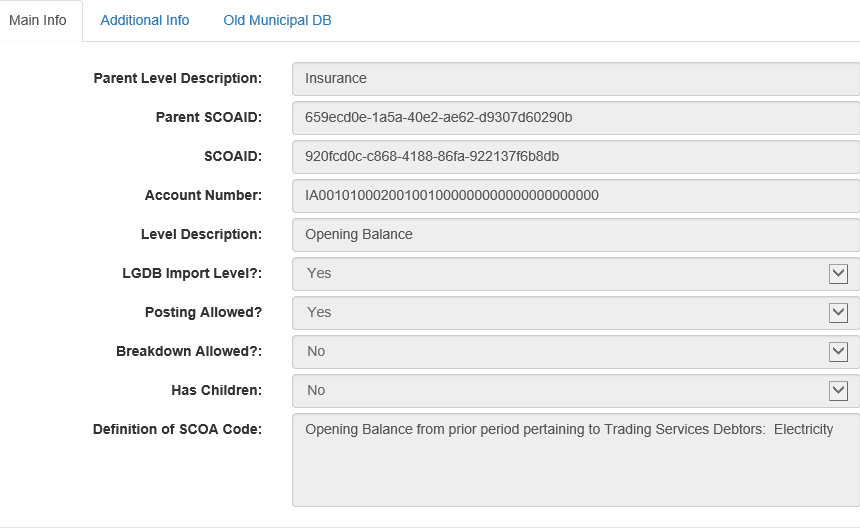 Main Info Additional Info Old Municipal DB
Parent Level Description: Insurance
Parent SCOAID: 659ecd0e-1a5a-40e2-ae62-d9307d60290b
SCOAID: 920fcd0c-c868-4188-86fa-922137f6b8db
Account Number: IA00101000200100100000000000000000000
Level Description: Opening Balance
LGDB Import Level?: Yes
Posting Allowed? Yes
Breakdown Allowed?: No
Has Children: No
Definition of SCOA Code: Opening Balance from prior period pertaining to Trading Services Debtors:  Electricity